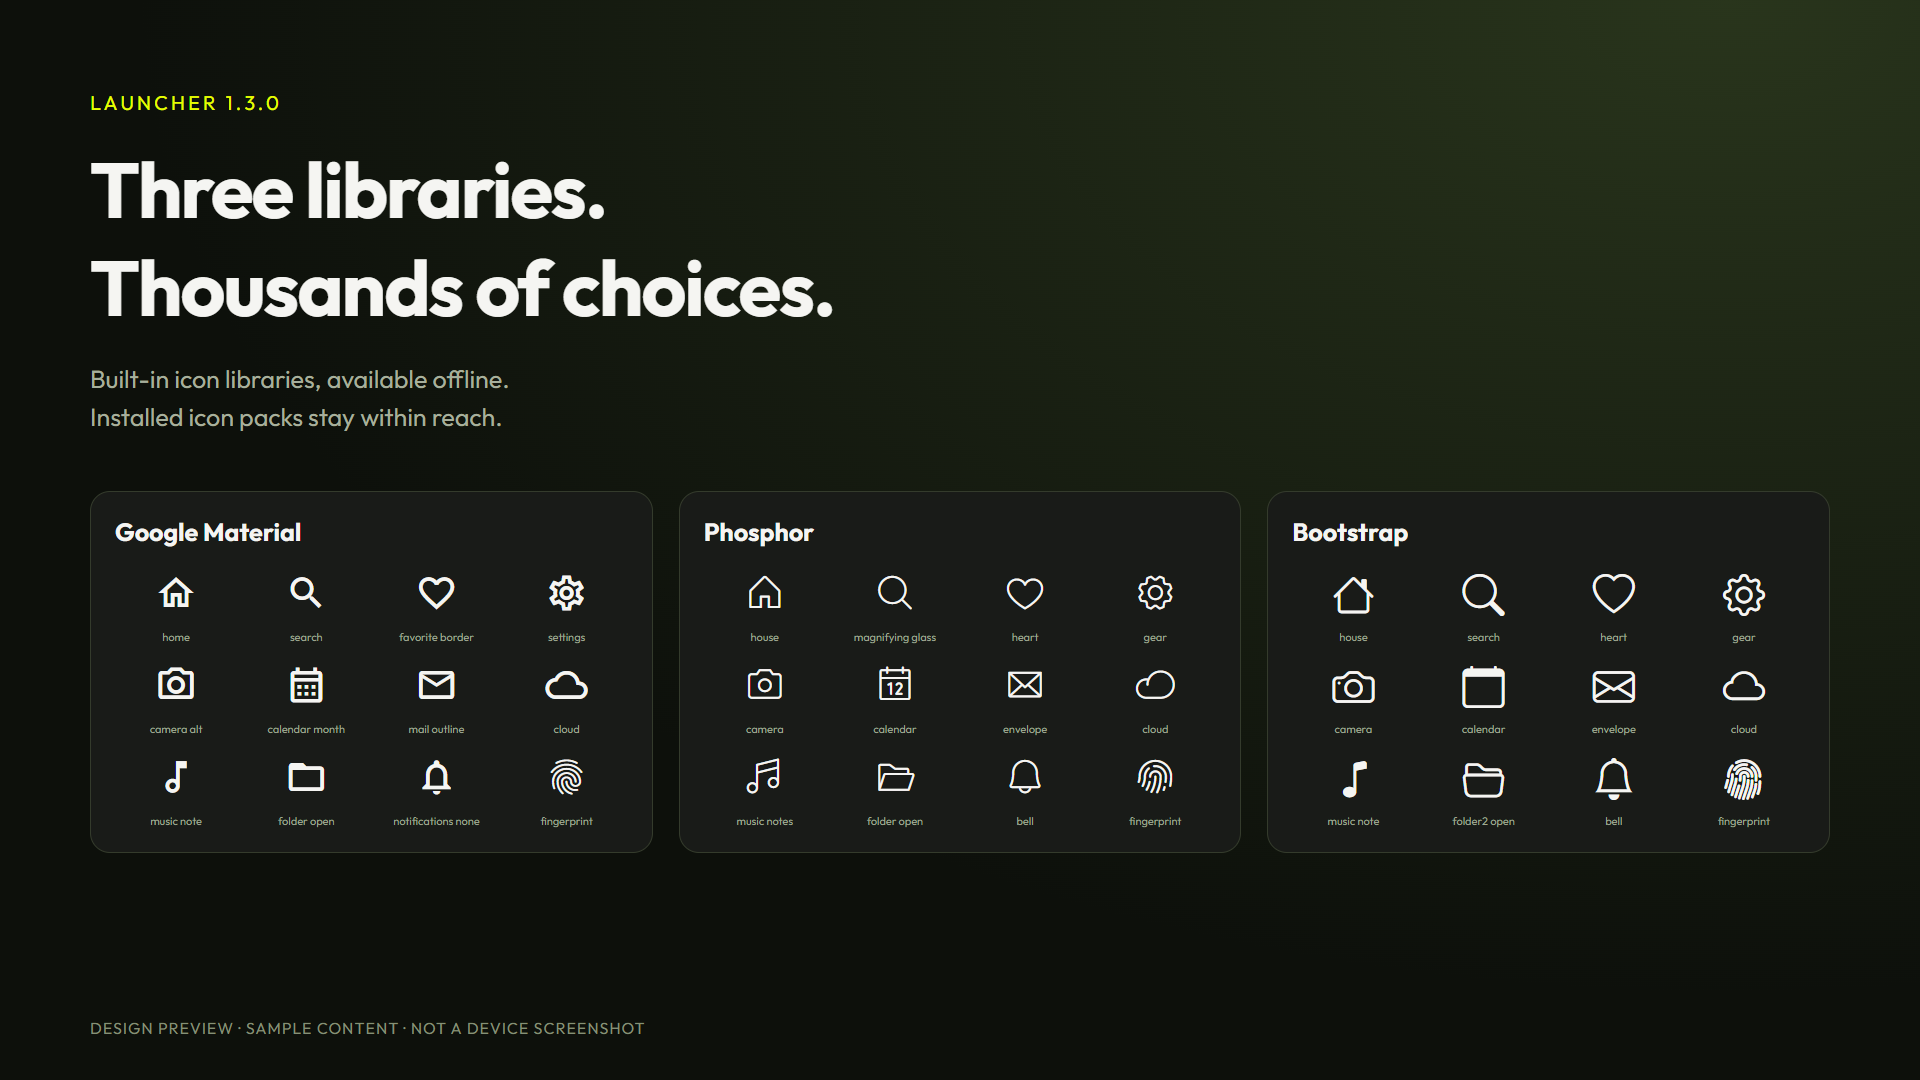 LAUNCHER 1.3.0
Three libraries.
Thousands of choices.
Built-in icon libraries, available offline.
Installed icon packs stay within reach.
Google Material
home search favorite border settings
camera alt calendar month mail outline cloud
music note folder open notifications none fingerprint
Phosphor
house magnifying glass heart gear
12
camera calendar envelope cloud
music notes folder open bell fingerprint
Bootstrap
house search heart gear
camera calendar envelope cloud
music note folder2 open bell fingerprint
DESIGN PREVIEW · SAMPLE CONTENT · NOT A DEVICE SCREENSHOT